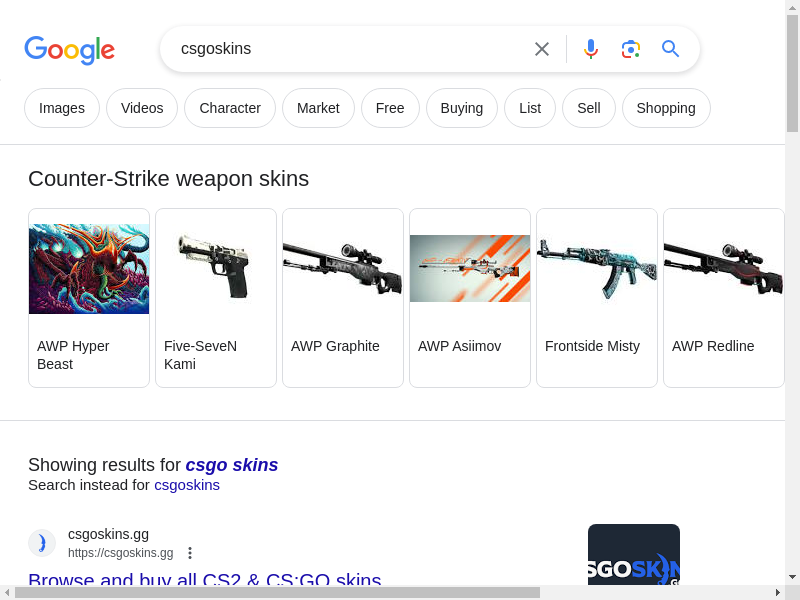 Google
csgoskins
Images
Videos
Character
Market
Free
Buying
List
Sell
Shopping
Counter-Strike weapon skins
AWP Hyper Beast
Five-SeveN Kami
AWP Graphite
AWP Asiimov
Frontside Misty
AWP Redline
Showing results for csgo skins
Search instead for csgoskins
csgoskins.gg
https://csgoskins.gg
Browse and buy all CS2 & CS:GO skins